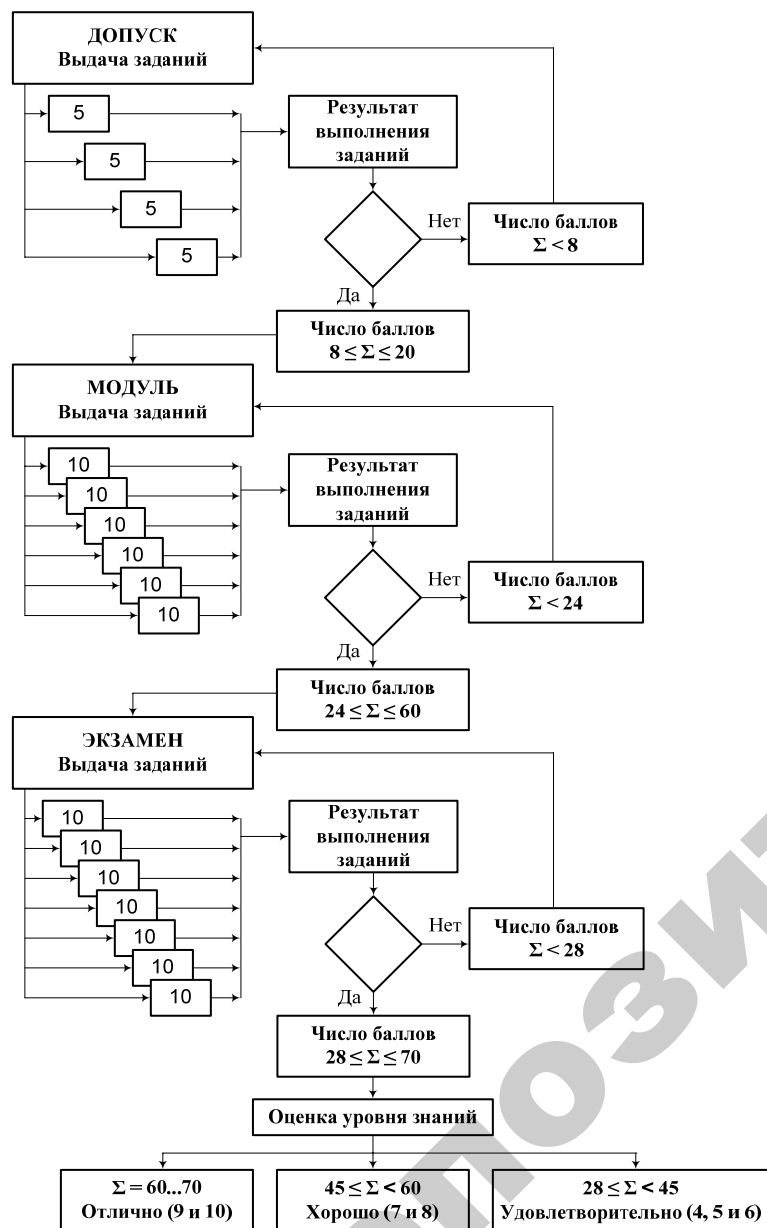 ДОПУСК
Выдача заданий
5
5
5
5
Результат
выполнения
заданий
Нет
Число баллов
Σ < 8
Да
Число баллов
8 ≤ Σ ≤ 20
МОДУЛЬ
Выдача заданий
10
10
10
10
10
10
Результат
выполнения
заданий
Нет
Число баллов
Σ < 24
Да
Число баллов
24 ≤ Σ ≤ 60
ЭКЗАМЕН
Выдача заданий
10
10
10
10
10
10
10
Результат
выполнения
заданий
Нет
Число баллов
Σ < 28
Да
Число баллов
28 ≤ Σ ≤ 70
Оценка уровня знаний
Σ = 60...70
Отлично (9 и 10)
45 ≤ Σ < 60
Хорошо (7 и 8)
28 ≤ Σ < 45
Удовлетворительно (4, 5 и 6)